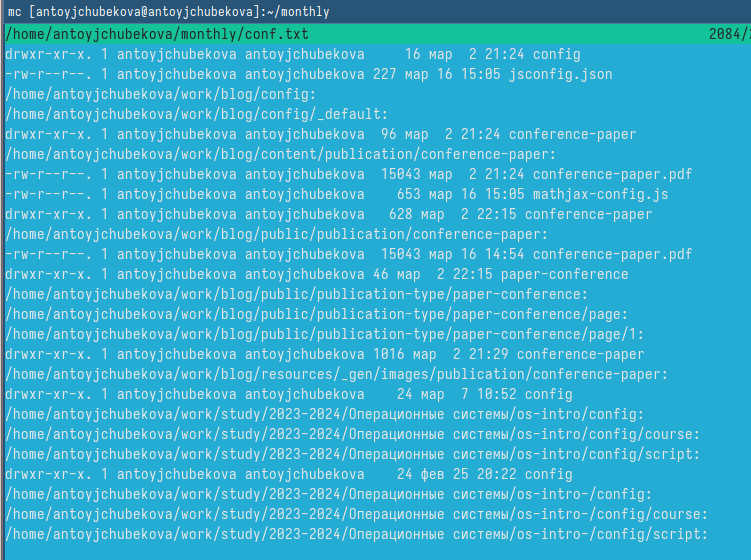 mc [antoyjchubekova@antoyjchubekova]:~/monthly
/home/antoyjchubekova/monthly/conf.txt 2084/
drwxr-xr-x. 1 antoyjchubekova antoyjchubekova 16 мар 2 21:24 config
-rw-r--r--. 1 antoyjchubekova antoyjchubekova 227 мар 16 15:05 jsconfig.json
/home/antoyjchubekova/work/blog/config:
/home/antoyjchubekova/work/blog/config/_default:
drwxr-xr-x. 1 antoyjchubekova antoyjchubekova 96 мар 2 21:24 conference-paper
/home/antoyjchubekova/work/blog/content/publication/conference-paper:
-rw-r--r--. 1 antoyjchubekova antoyjchubekova 15043 мар 2 21:24 conference-paper.pdf
-rw-r--r--. 1 antoyjchubekova antoyjchubekova 653 мар 16 15:05 mathjax-config.js
drwxr-xr-x. 1 antoyjchubekova antoyjchubekova 628 мар 2 22:15 conference-paper
/home/antoyjchubekova/work/blog/public/publication/conference-paper:
-rw-r--r--. 1 antoyjchubekova antoyjchubekova 15043 мар 16 14:54 conference-paper.pdf
drwxr-xr-x. 1 antoyjchubekova antoyjchubekova 46 мар 2 22:15 paper-conference
/home/antoyjchubekova/work/blog/public/publication-type/paper-conference:
/home/antoyjchubekova/work/blog/public/publication-type/paper-conference/page:
/home/antoyjchubekova/work/blog/public/publication-type/paper-conference/page/1:
drwxr-xr-x. 1 antoyjchubekova antoyjchubekova 1016 мар 2 21:29 conference-paper
/home/antoyjchubekova/work/blog/resources/_gen/images/publication/conference-paper:
drwxr-xr-x. 1 antoyjchubekova antoyjchubekova 24 мар 7 10:52 config
/home/antoyjchubekova/work/study/2023-2024/Операционные системы/os-intro/config:
/home/antoyjchubekova/work/study/2023-2024/Операционные системы/os-intro/config/course:
/home/antoyjchubekova/work/study/2023-2024/Операционные системы/os-intro/config/script:
drwxr-xr-x. 1 antoyjchubekova antoyjchubekova 24 фев 25 20:22 config
/home/antoyjchubekova/work/study/2023-2024/Операционные системы/os-intro-/config:
/home/antoyjchubekova/work/study/2023-2024/Операционные системы/os-intro-/config/course:
/home/antoyjchubekova/work/study/2023-2024/Операционные системы/os-intro-/config/script: